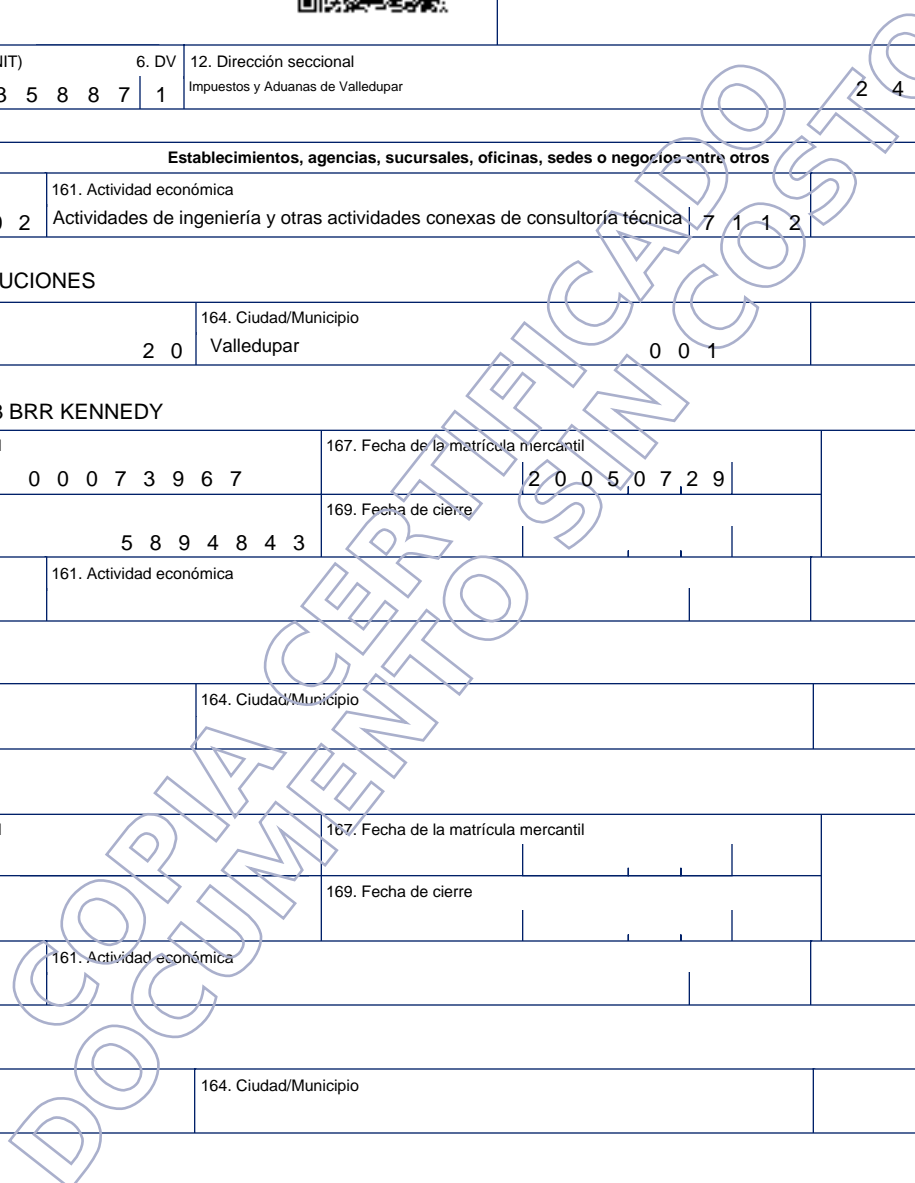 IIT) 6. DV 12. Dirección seccional
3 5 8 8 7 1 Impuestos y Aduanas de Valledupar 2 4
Establecimientos, agencias, sucursales, oficinas, sedes o negocios entre otros
161. Actividad económica
0 2 Actividades de ingeniería y otras actividades conexas de consultoría técnica 7 1 1 2
UCIONES
164. Ciudad/Municipio
2 0 Valledupar 0 0 1
BRR KENNEDY
167. Fecha de la matrícula mercantil
0 0 0 7 3 9 6 7 2 0 0 5 0 7 2 9
169. Fecha de cierre
5 8 9 4 8 4 3
161. Actividad económica
164. Ciudad/Municipio
167. Fecha de la matrícula mercantil
169. Fecha de cierre
161. Actividad económica
164. Ciudad/Municipio
COPIA CERTIFICADO
DOCUMENTO SIN COSTO